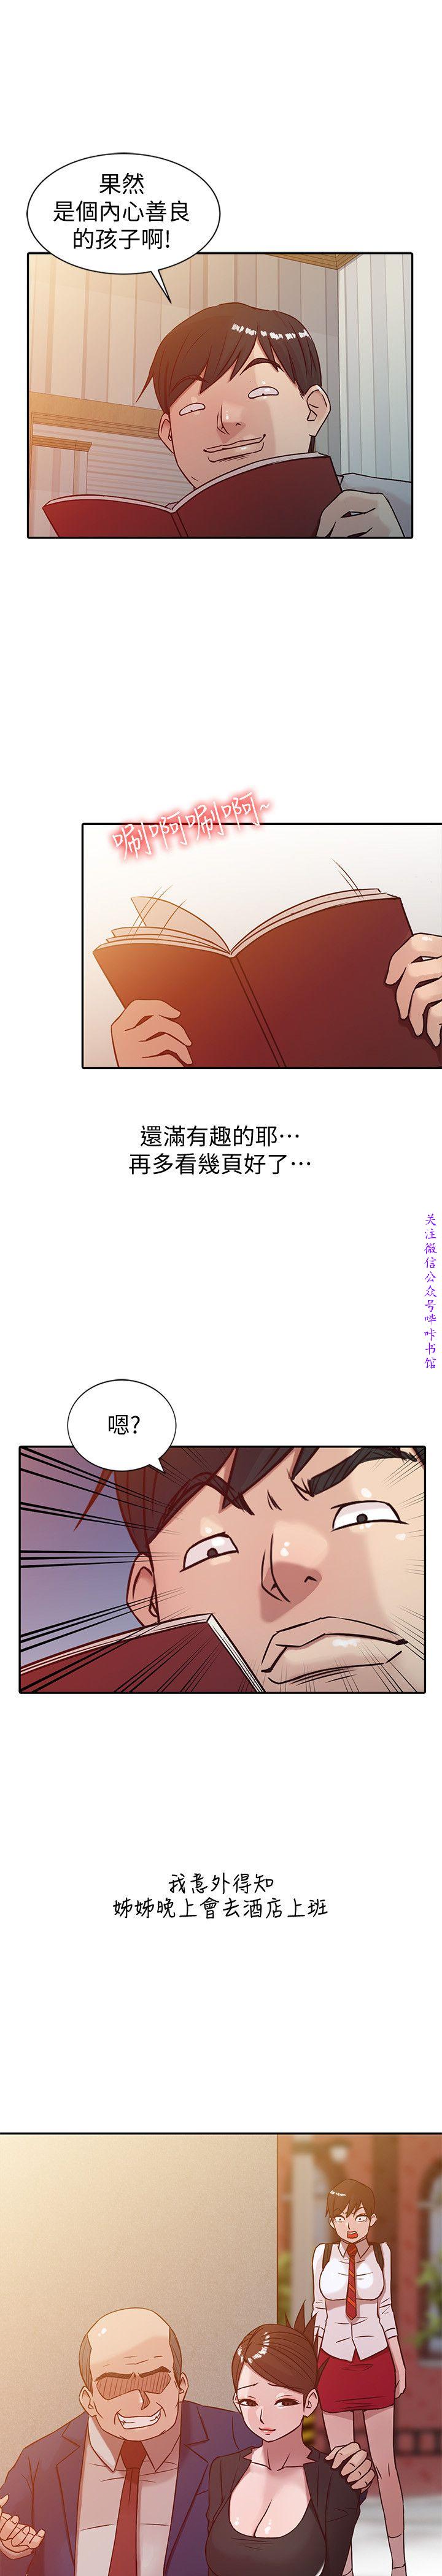 果然
是個內心善良
的孩子啊!
唰啊唰啊~
還滿有趣的耶…
再多看幾頁好了…
关注微信公众号哔咔书馆
嗯?
我意外得知
姊姊晚上會去酒店上班